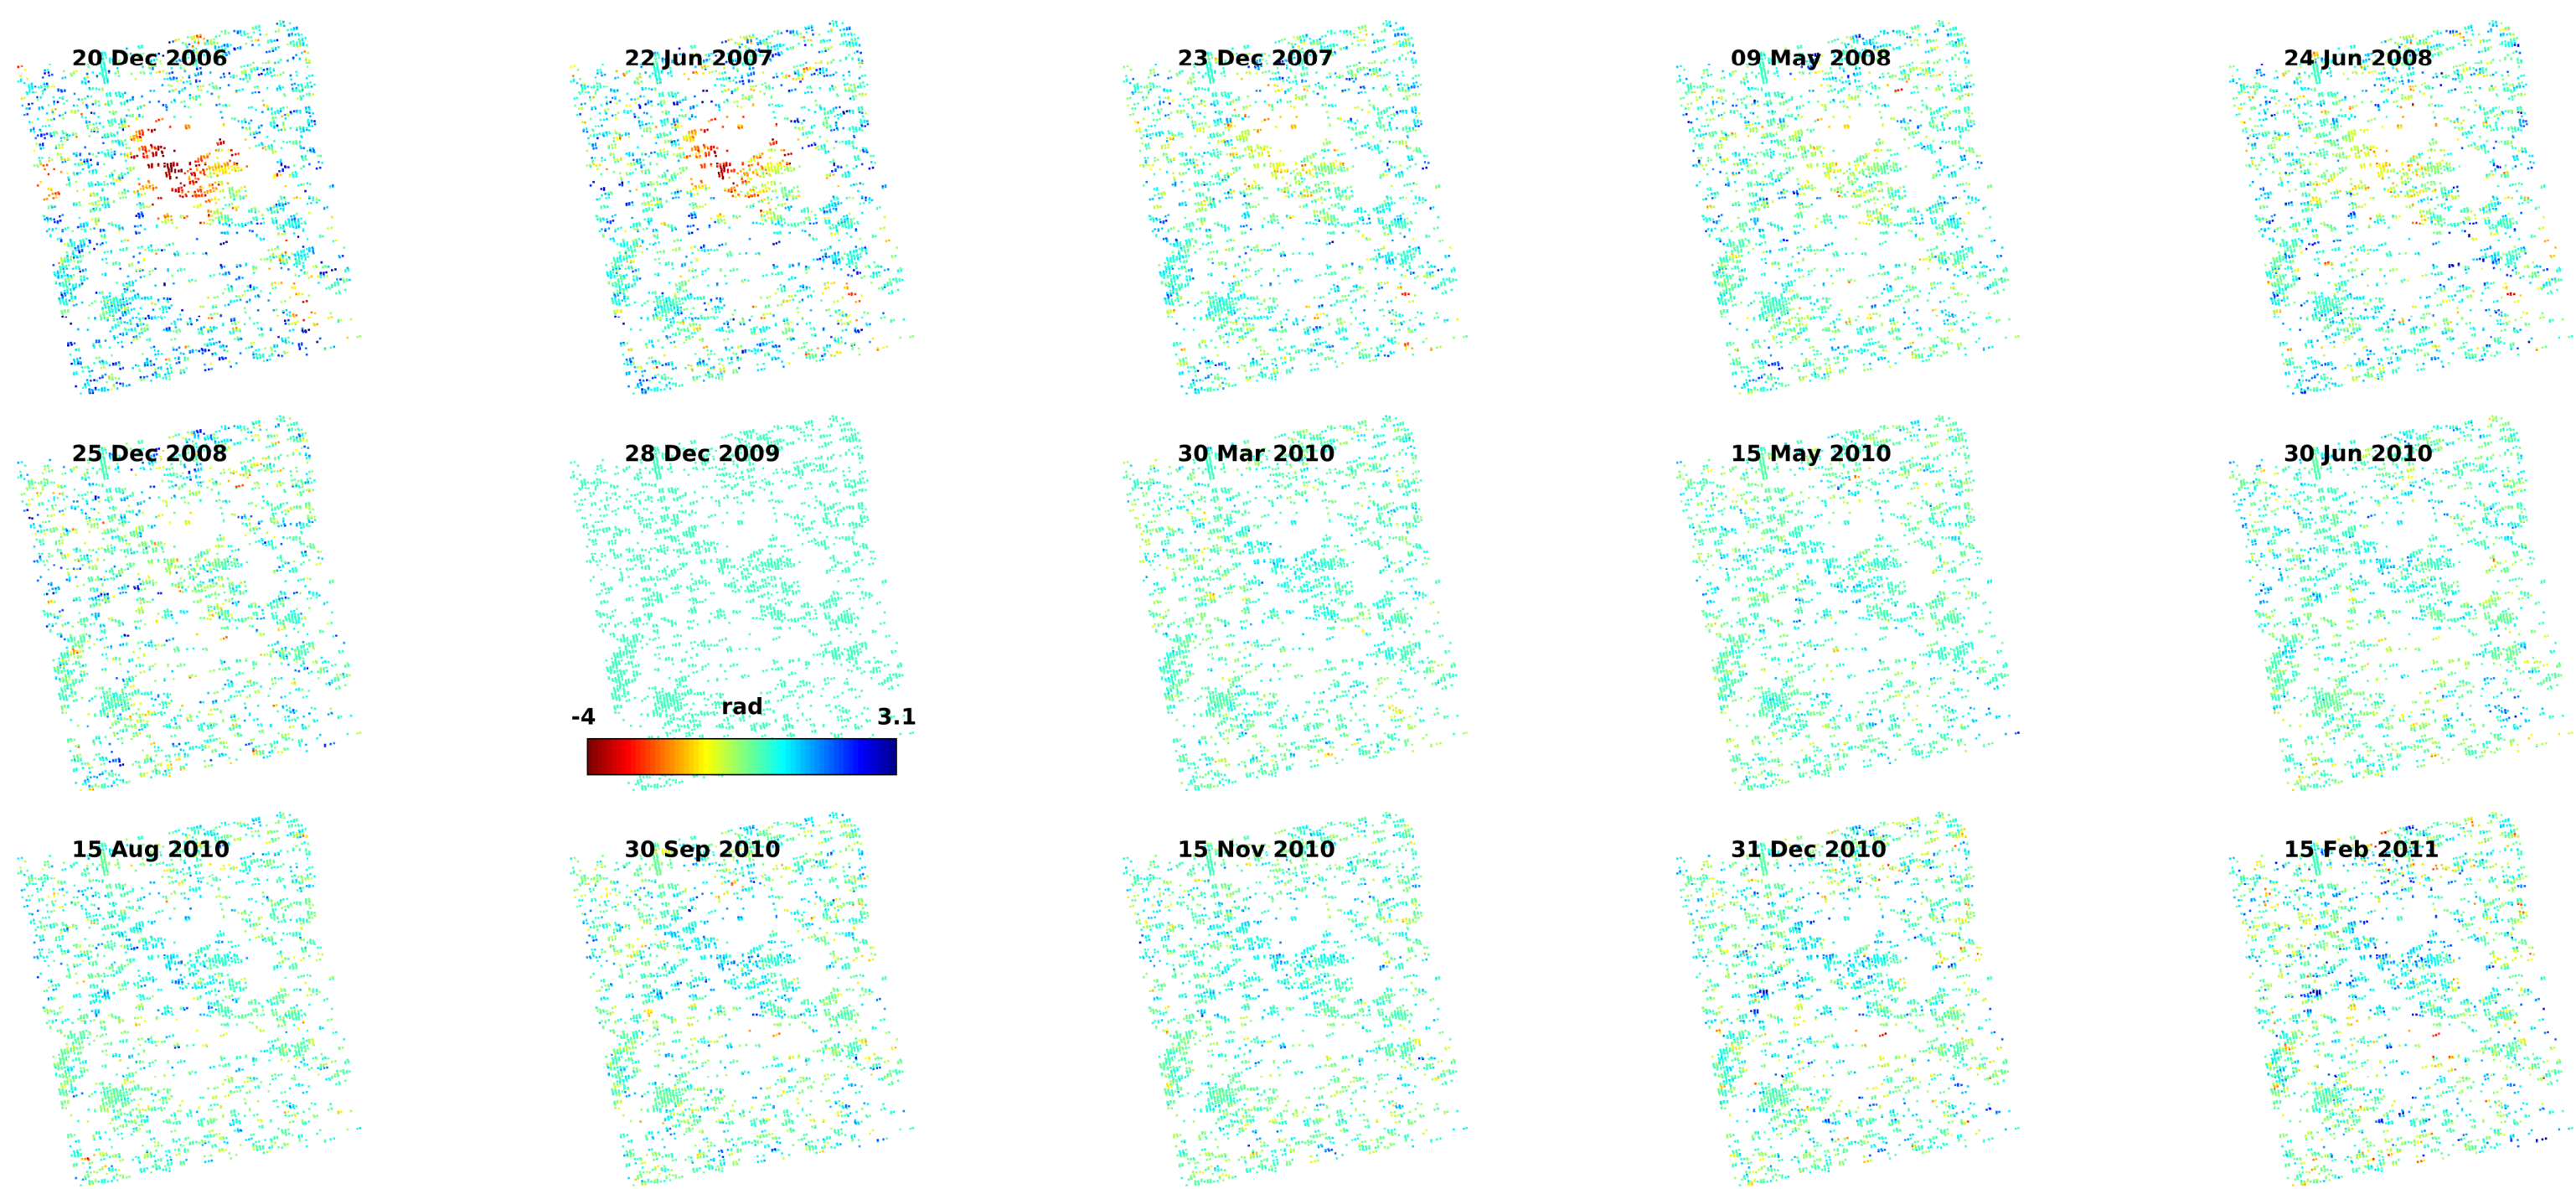 20 Dec 2006
22 Jun 2007
23 Dec 2007
09 May 2008
24 Jun 2008
25 Dec 2008
28 Dec 2009
30 Mar 2010
15 May 2010
30 Jun 2010
-4 rad 3.1
15 Aug 2010
30 Sep 2010
15 Nov 2010
31 Dec 2010
15 Feb 2011